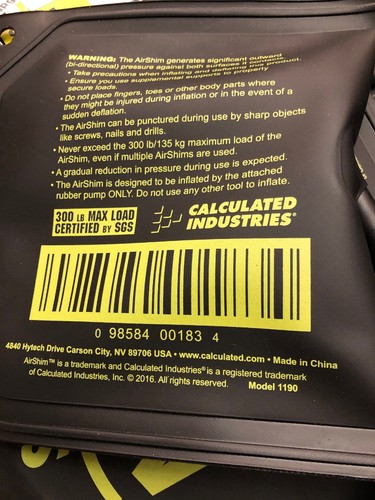 WARNING: The AirShim generates significant outward
(bi-directional) pressure against both surfaces it contacts.
• Take precautions when inflating and deflating this product.
• Ensure you use supplemental supports to properly
secure loads.
• Do not place fingers, toes or other body parts where
they might be injured during inflation or in the event of a
sudden deflation.
• The AirShim can be punctured during use by sharp objects
like screws, nails and drills.
• Never exceed the 300 lb/135 kg maximum load of the
AirShim, even if multiple AirShims are used.
• A gradual reduction in pressure during use is expected.
• The AirShim is designed to be inflated by the attached
rubber pump ONLY. Do not use any other tool to inflate.
300 LB MAX LOAD
CERTIFIED BY SGS
CALCULATED
INDUSTRIES®
0 98584 00183 4
4840 Hytech Drive Carson City, NV 89706 USA • www.calculated.com • Made in China
AirShim™ is a trademark and Calculated Industries® is a registered trademark
of Calculated Industries, Inc. © 2016. All rights reserved. Model 1190